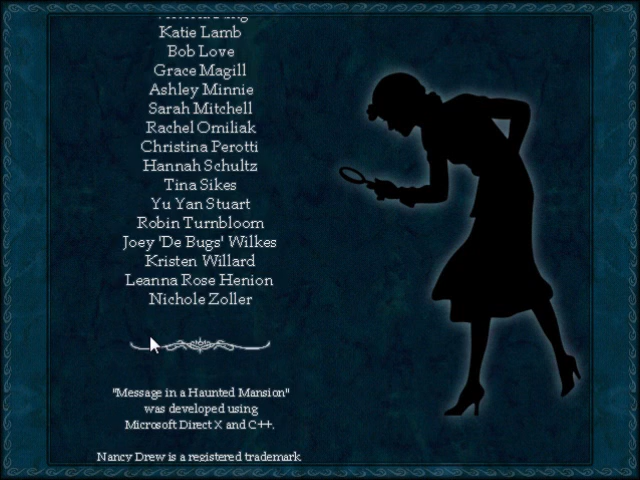 Katie Lamb
Bob Love
Grace Magill
Ashley Minnie
Sarah Mitchell
Rachel Omiliak
Christina Perotti
Hannah Schultz
Tina Sikes
Yu Yan Stuart
Robin Turnbloom
Joey 'De Bugs' Wilkes
Kristen Willard
Leanna Rose Henion
Nichole Zoller
"Message in a Haunted Mansion"
was developed using
Microsoft Direct X and C++.
Nancy Drew is a registered trademark